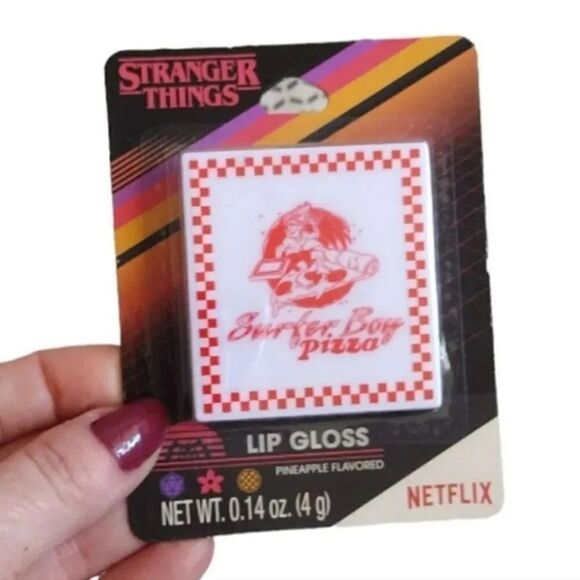 STRANGER
THINGS
Surfer Boy
Pizza
LIP GLOSS
PINEAPPLE FLAVORED
NET WT. 0.14 oz. (4 g)
NETFLIX